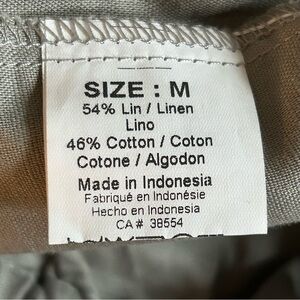 SIZE : M
54% Lin / Linen
Lino
46% Cotton / Coton
Cotone / Algodon
Made in Indonesia
Fabriqué en Indonésie
Hecho en Indonesia
CA# 38554